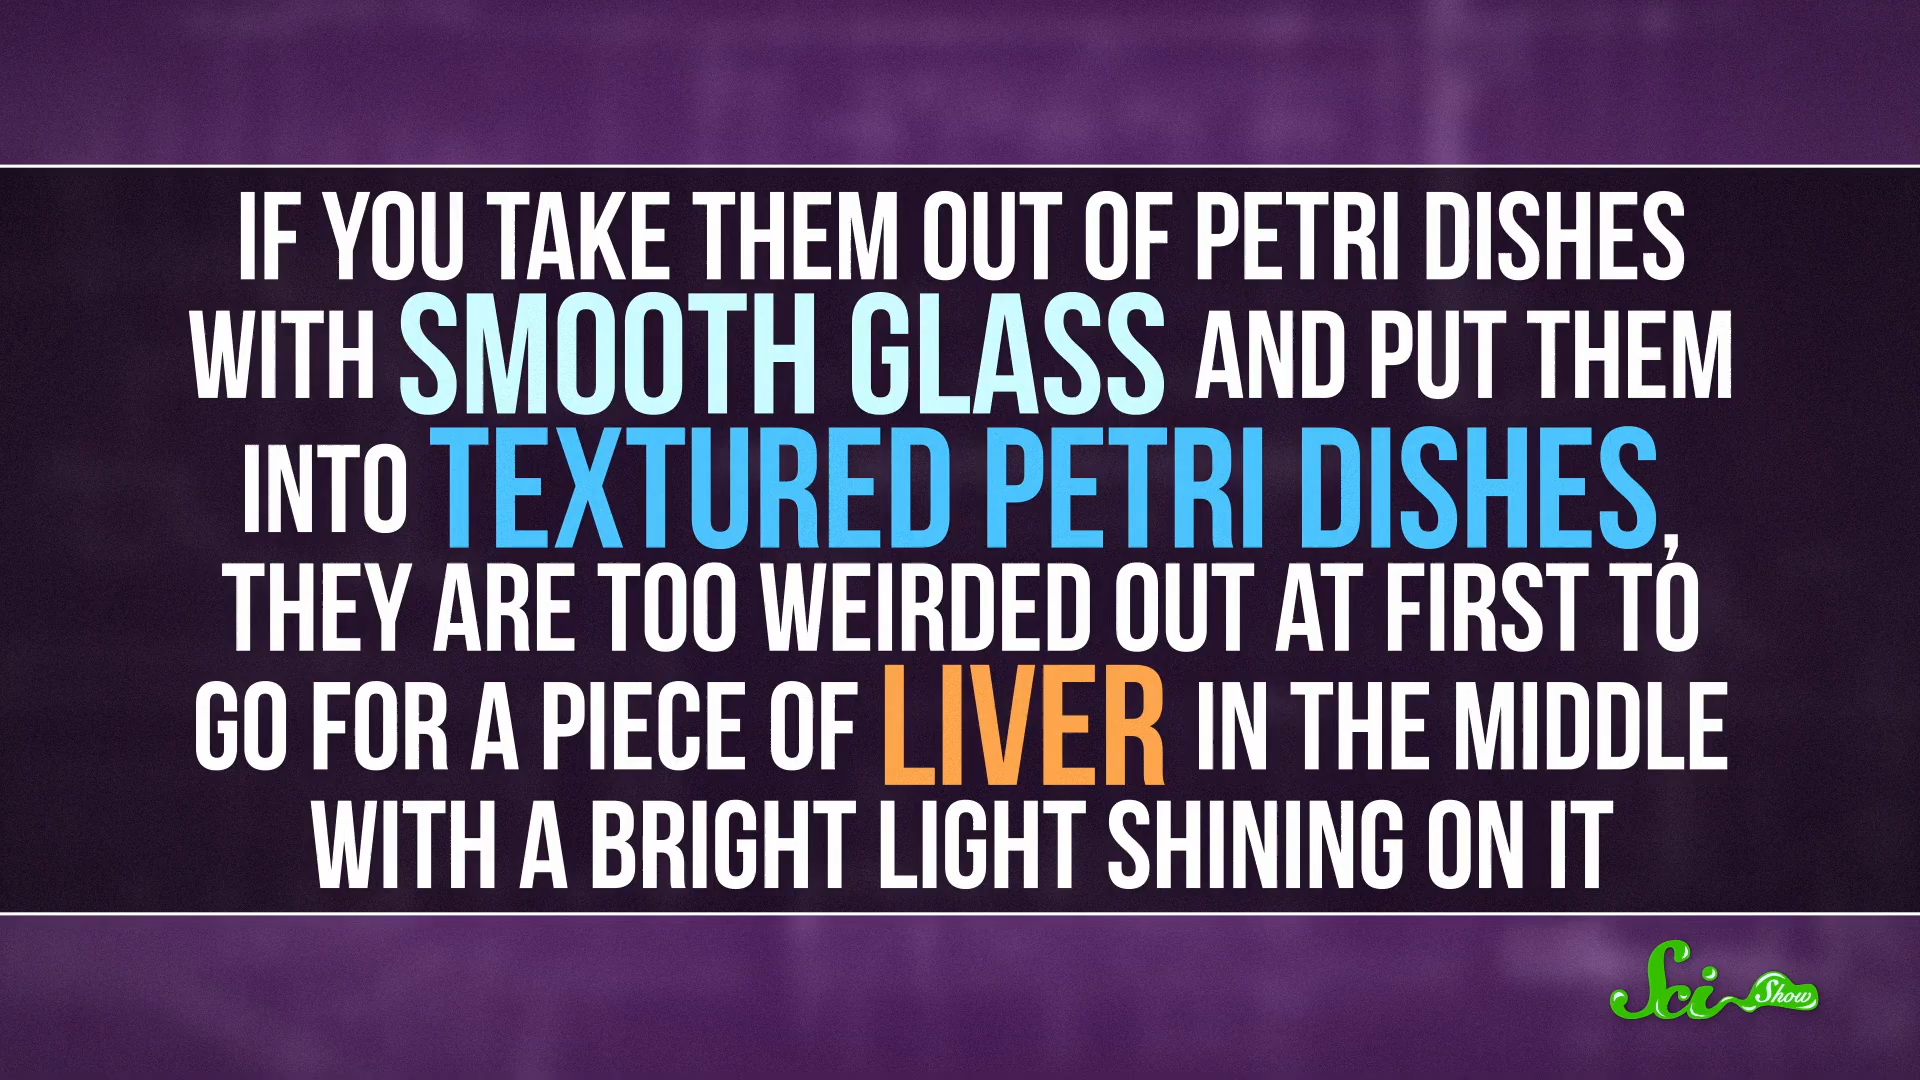 IF YOU TAKE THEM OUT OF PETRI DISHES
WITH SMOOTH GLASS AND PUT THEM
INTO TEXTURED PETRI DISHES,
THEY ARE TOO WEIRDED OUT AT FIRST TO
GO FOR A PIECE OF LIVER IN THE MIDDLE
WITH A BRIGHT LIGHT SHINING ON IT
Sci Show